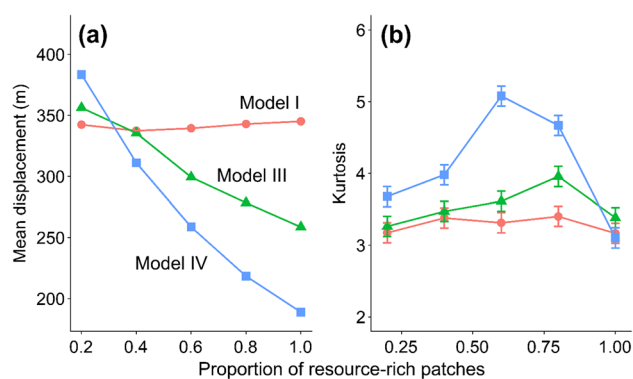 (a)
(b)
Mean displacement (m)
400
350
300
250
200
Model I
Model III
Model IV
0.2 0.4 0.6 0.8 1.0
Kurtosis
6
5
4
3
2
0.25 0.50 0.75 1.00
Proportion of resource-rich patches